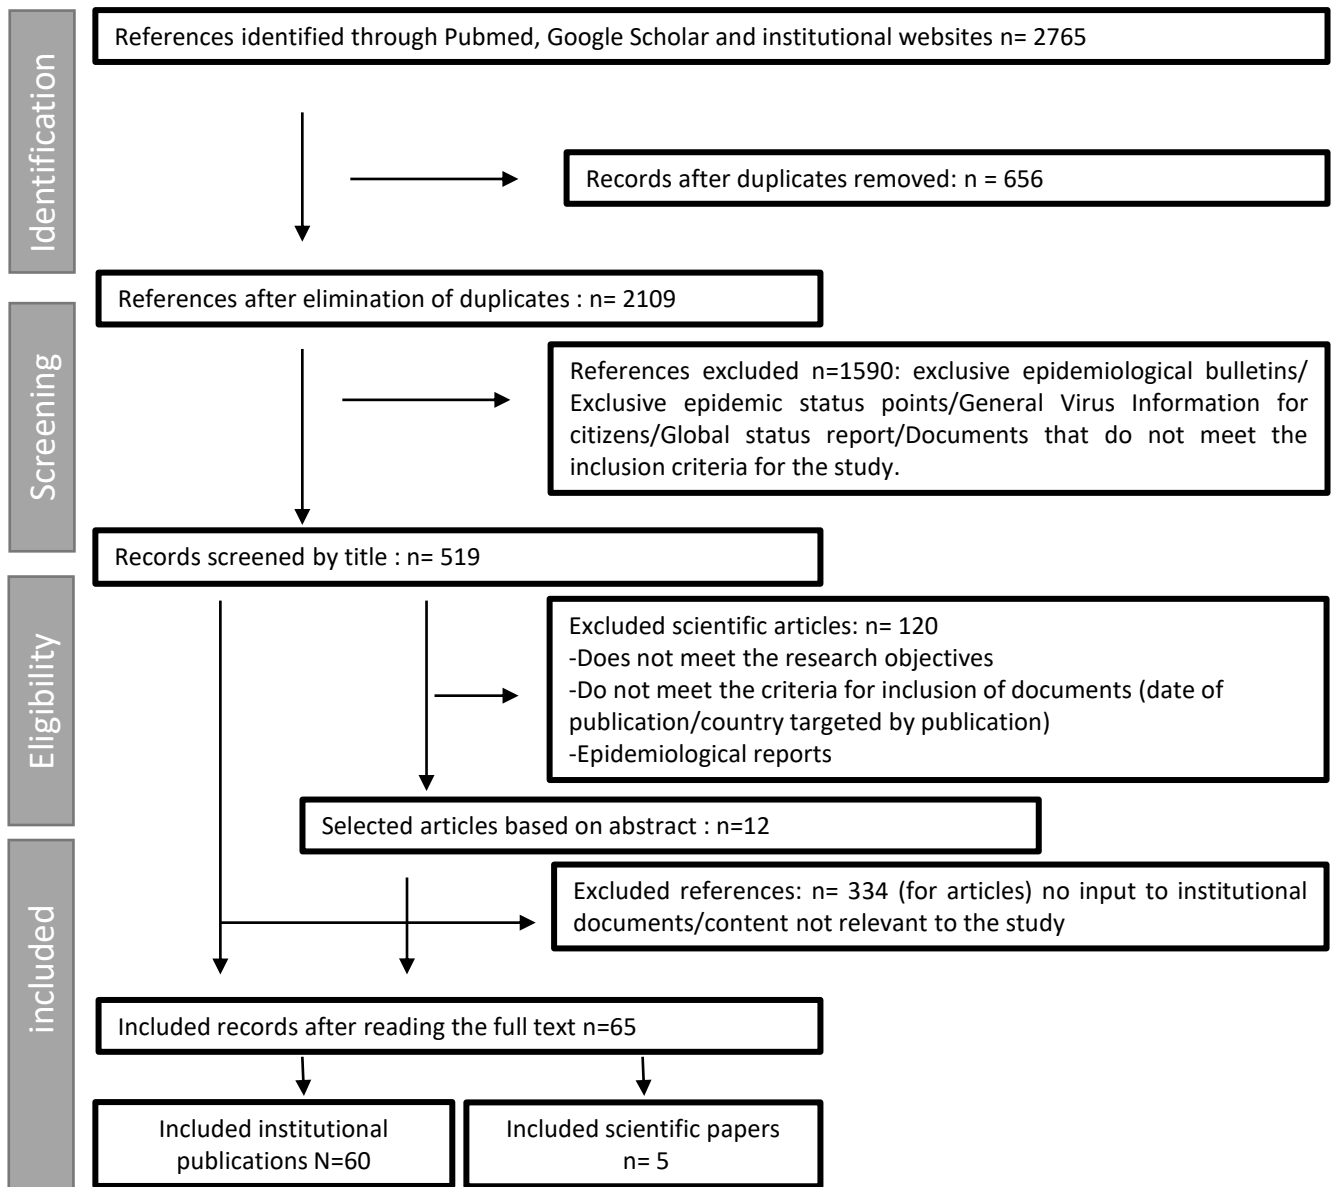 Identification
References identified through Pubmed, Google Scholar and institutional websites n= 2765
Records after duplicates removed: n = 656
References after elimination of duplicates : n= 2109
Screening
References excluded n=1590: exclusive epidemiological bulletins/
Exclusive epidemic status points/General Virus Information for
citizens/Global status report/Documents that do not meet the
inclusion criteria for the study.
Records screened by title : n= 519
Eligibility
Excluded scientific articles: n= 120
-Does not meet the research objectives
-Do not meet the criteria for inclusion of documents (date of
publication/country targeted by publication)
-Epidemiological reports
Selected articles based on abstract : n=12
included
Excluded references: n= 334 (for articles) no input to institutional
documents/content not relevant to the study
Included records after reading the full text n=65
Included institutional
publications N=60
Included scientific papers
n= 5